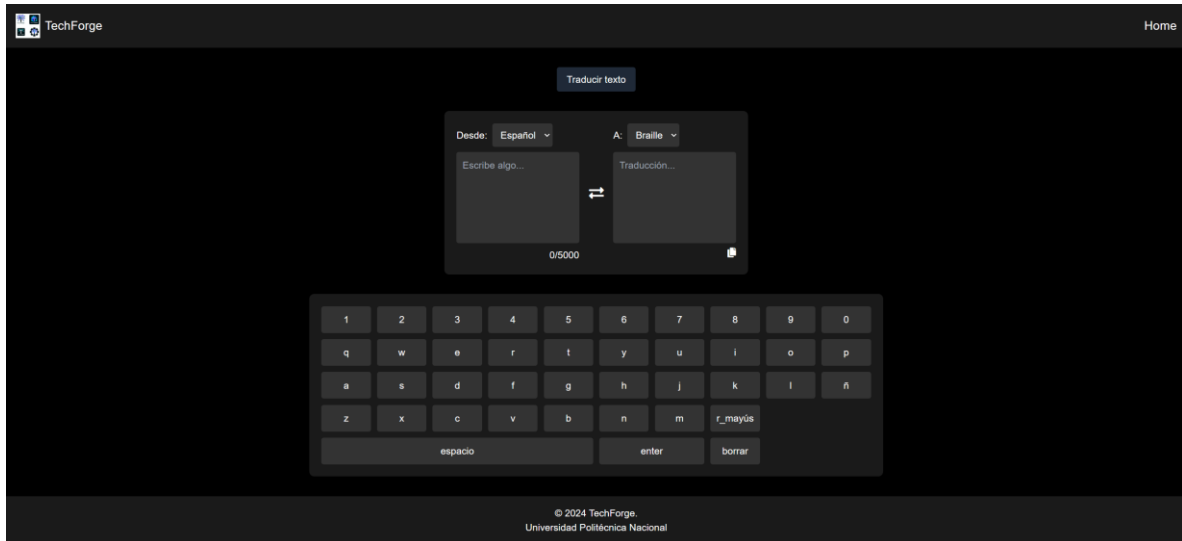 TechForge Home
Traducir texto
Desde: Español A: Braille
Escribe algo... Traducción...
0/5000
1 2 3 4 5 6 7 8 9 0
q w e r t y u i o p
a s d f g h j k l ñ
z x c v b n m r_mayús
espacio enter borrar
© 2024 TechForge.
Universidad Politécnica Nacional